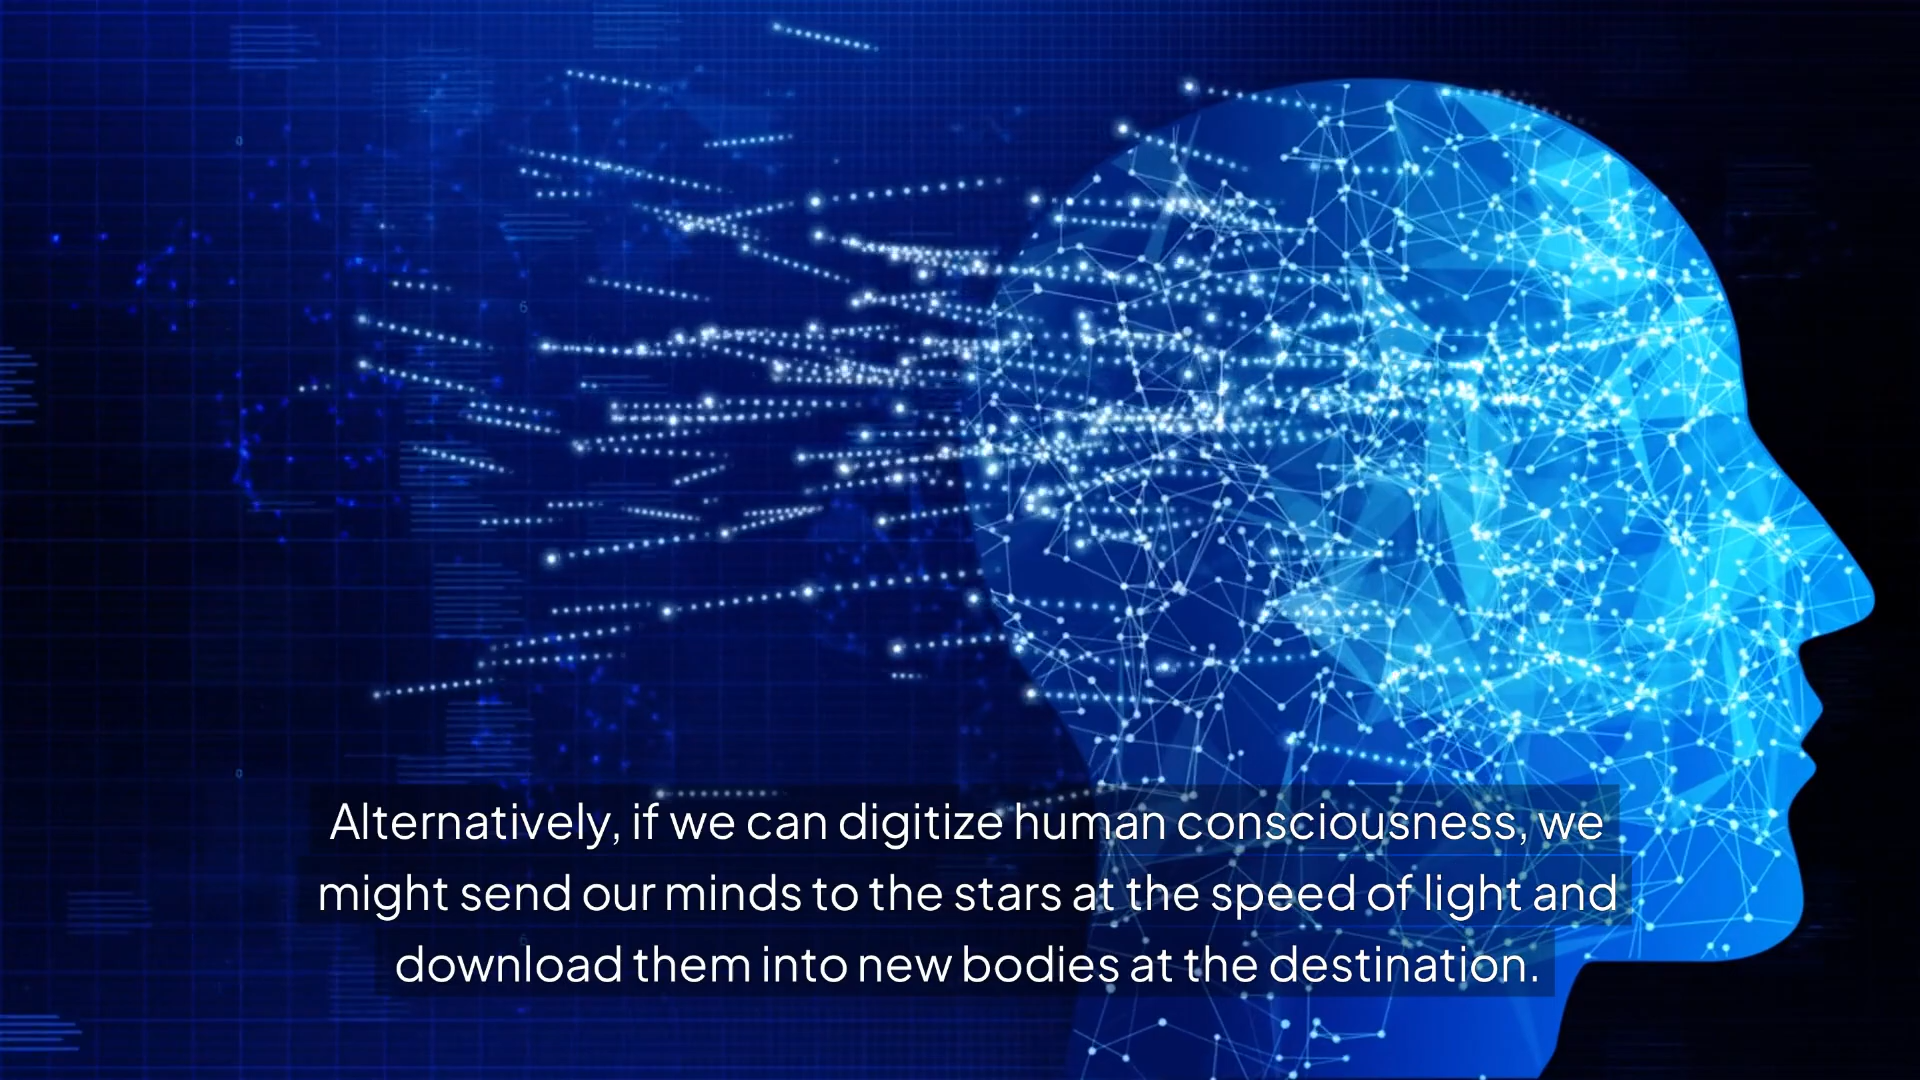 Alternatively, if we can digitize human consciousness, we
might send our minds to the stars at the speed of light and
download them into new bodies at the destination.